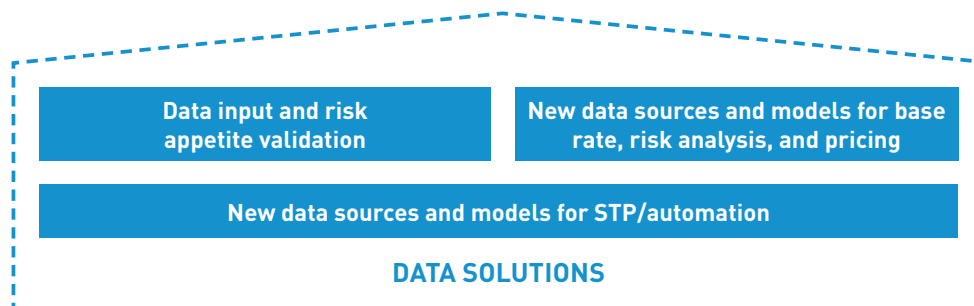 Data input and risk
appetite validation
New data sources and models for base
rate, risk analysis, and pricing
New data sources and models for STP/automation
DATA SOLUTIONS